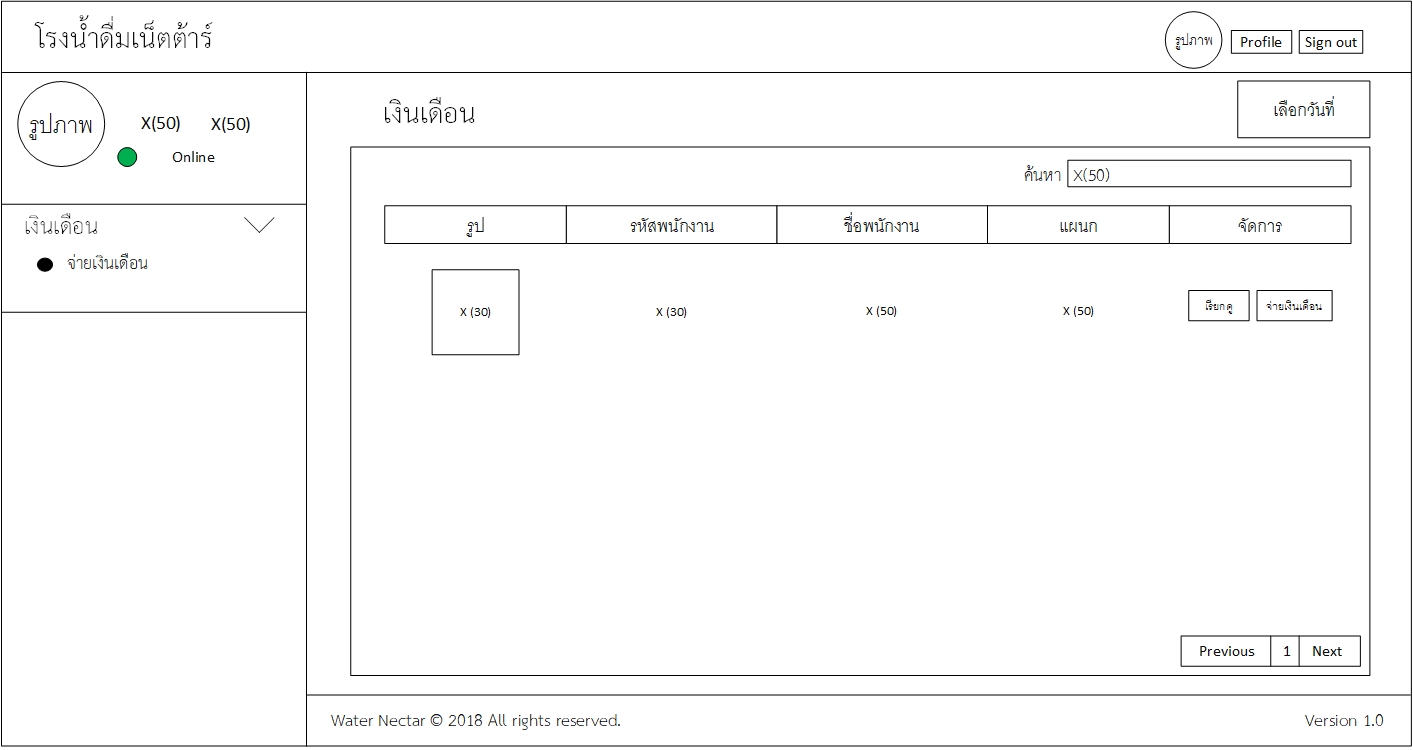 โรงน้ำดื่มเน็ตต้าร์
รูปภาพ Profile Sign out
รูปภาพ X(50) X(50)
Online
เงินเดือน
จ่ายเงินเดือน
เงินเดือน
เลือกวันที่
ค้นหา X(50)
รูป รหัสพนักงาน ชื่อพนักงาน แผนก จัดการ
X (30) X (30) X (50) X (50) เรียกดู จ่ายเงินเดือน
Previous 1 Next
Water Nectar © 2018 All rights reserved. Version 1.0